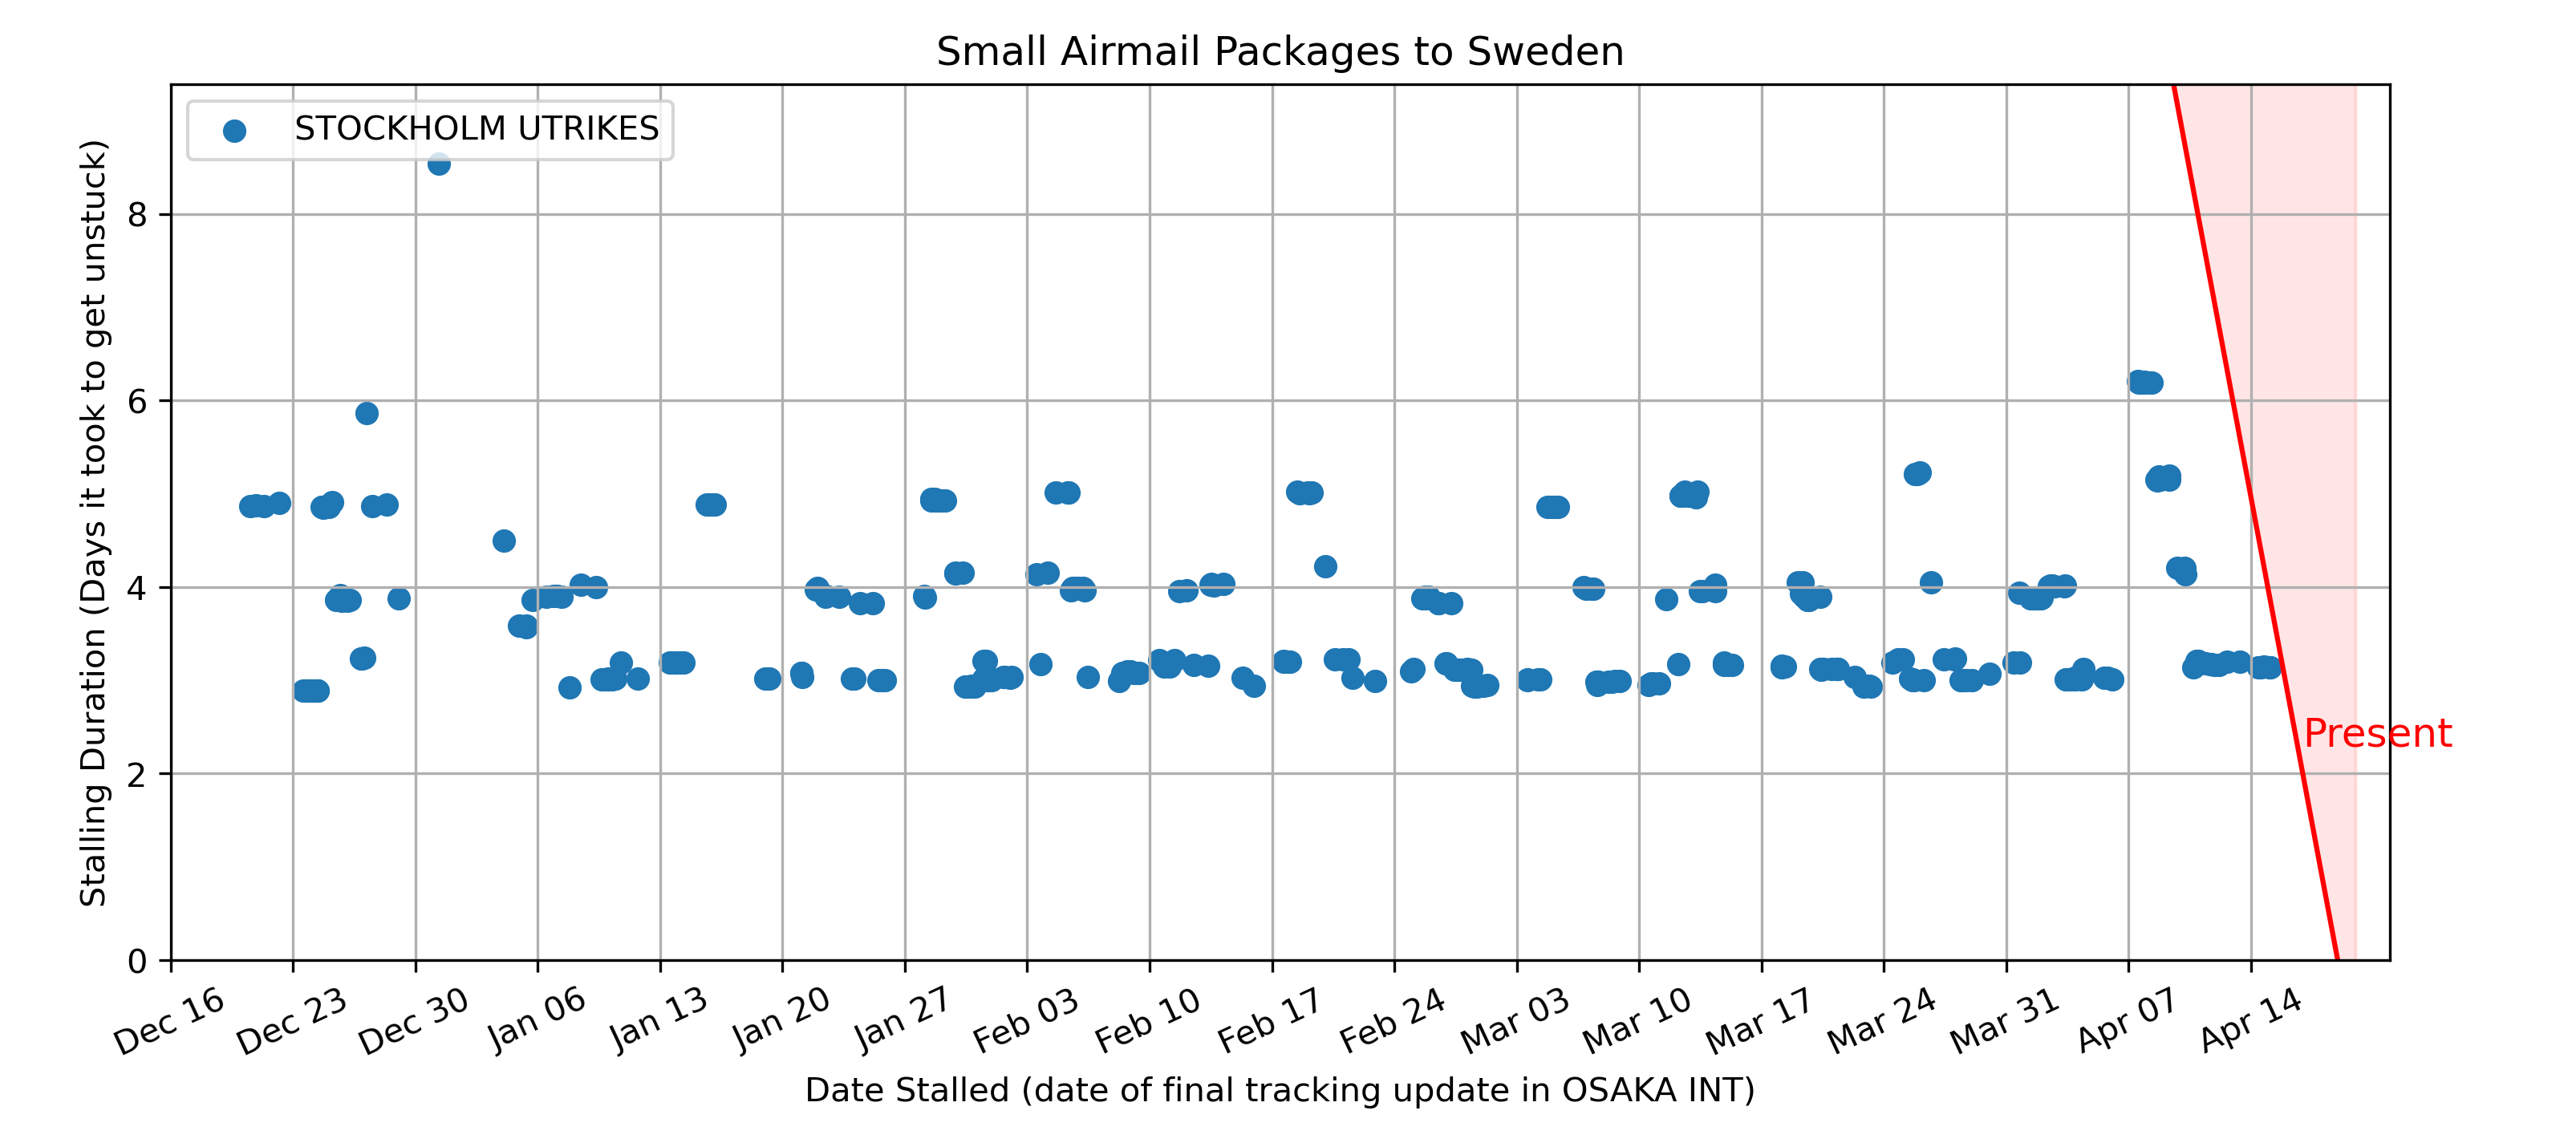 Small Airmail Packages to Sweden
STOCKHOLM UTRIKES
Stalling Duration (Days it took to get unstuck)
8
6
4
2
0
Present
Dec 16
Dec 23
Dec 30
Jan 06
Jan 13
Jan 20
Jan 27
Feb 03
Feb 10
Feb 17
Feb 24
Mar 03
Mar 10
Mar 17
Mar 24
Mar 31
Apr 07
Apr 14
Date Stalled (date of final tracking update in OSAKA INT)